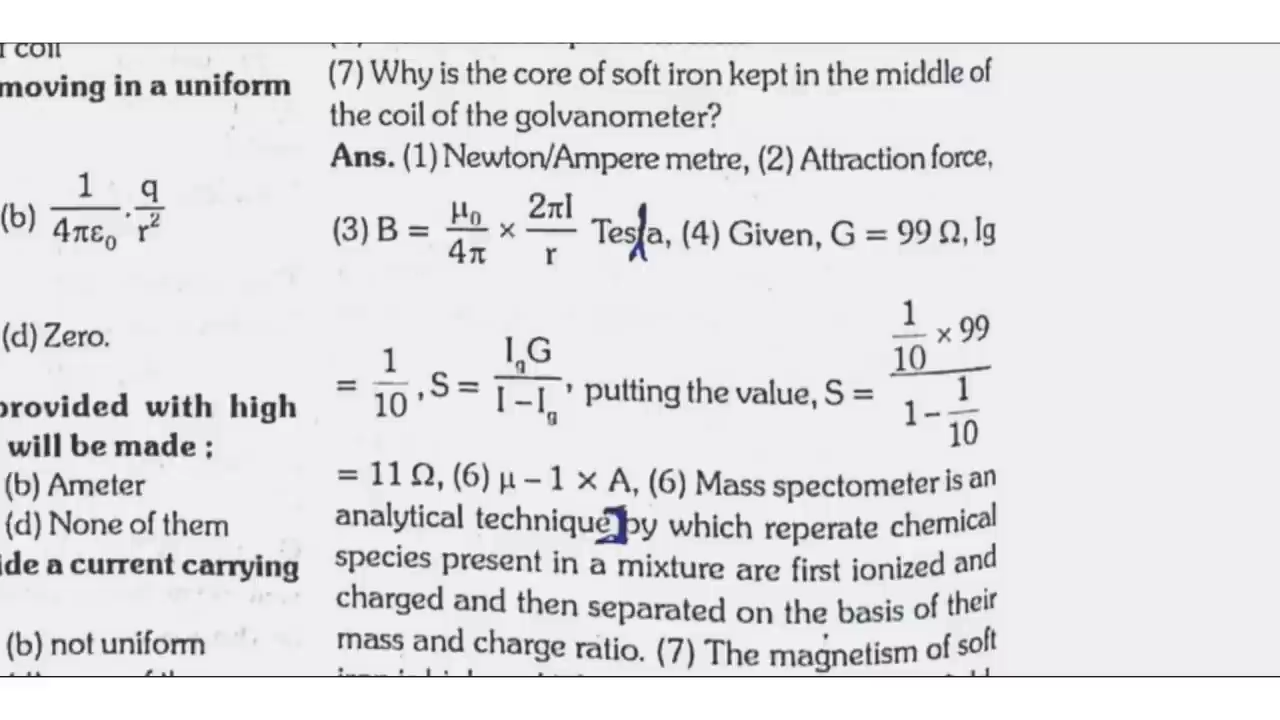 r coil
moving in a uniform
(b) 1/4πε₀ · q/r²
(d) Zero.
provided with high
will be made :
(b) Ameter
(d) None of them
ide a current carrying
(b) not uniform
(7) Why is the core of soft iron kept in the middle of
the coil of the golvanometer?
Ans. (1) Newton/Ampere metre, (2) Attraction force,
(3) B = μ₀/4π × 2πI/r Tesla, (4) Given, G = 99 Ω, Ig
= 1/10 , S = I_gG/I – I_g , putting the value, S = 1/10 × 99/1 – 1/10
= 11 Ω, (6) μ – 1 × A, (6) Mass spectometer is an
analytical technique by which reperate chemical
species present in a mixture are first ionized and
charged and then separated on the basis of their
mass and charge ratio. (7) The magnetism of soft